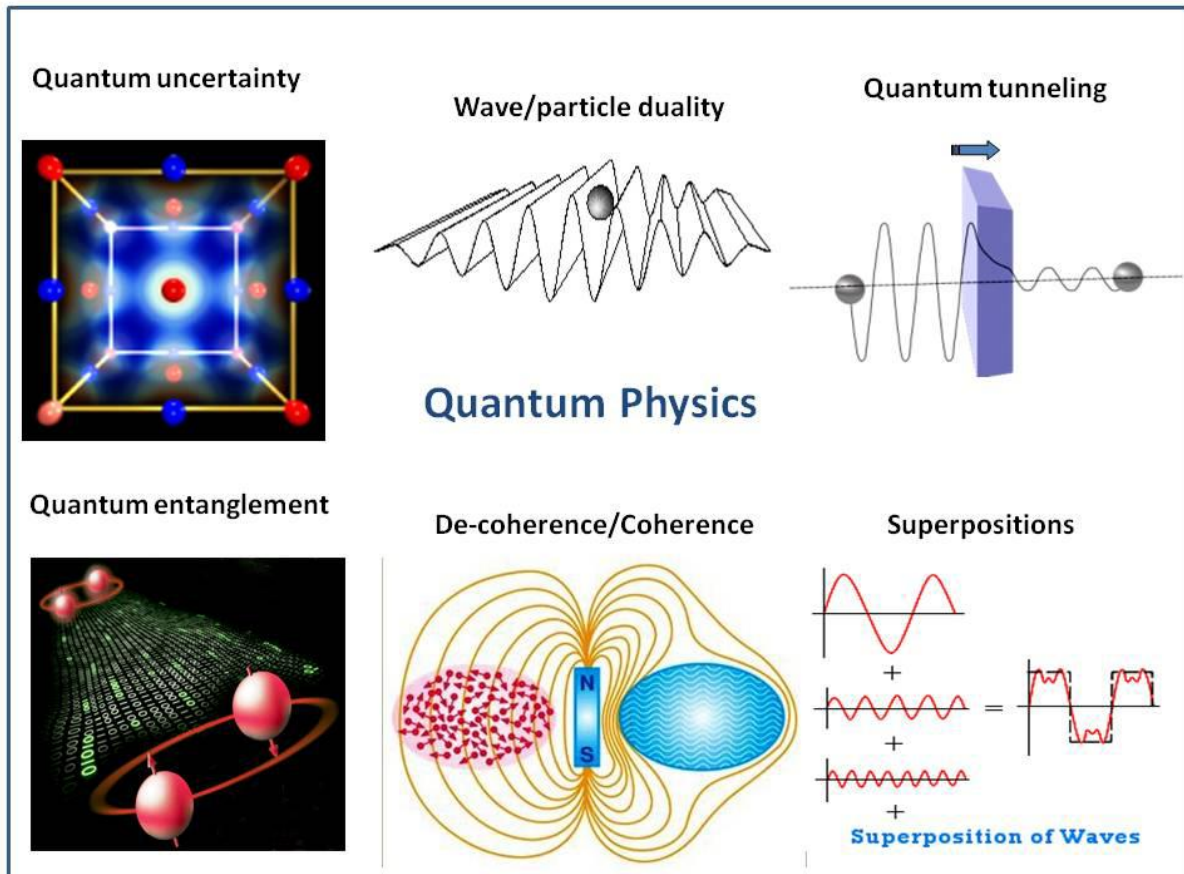 Quantum uncertainty
Wave/particle duality
Quantum tunneling
Quantum Physics
Quantum entanglement
De-coherence/Coherence
Superpositions
N
S
+
=
+
+
Superposition of Waves